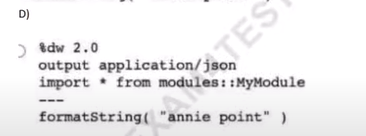 D)
%dw 2.0
output application/json
import * from modules::MyModule
---
formatString( "annie point" )